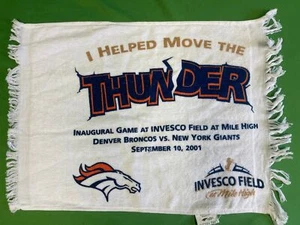 I HELPED MOVE THE
THUNDER
INAUGURAL GAME AT INVESCO FIELD AT MILE HIGH
DENVER BRONCOS VS. NEW YORK GIANTS
SEPTEMBER 10, 2001
INVESCO FIELD
at Mile High